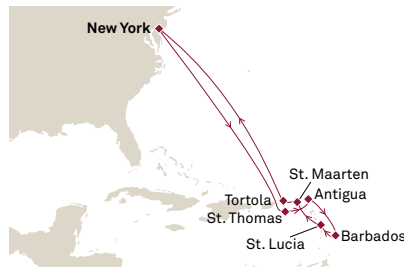 New York
St. Maarten
Tortola
Antigua
St. Thomas
St. Lucia
Barbados